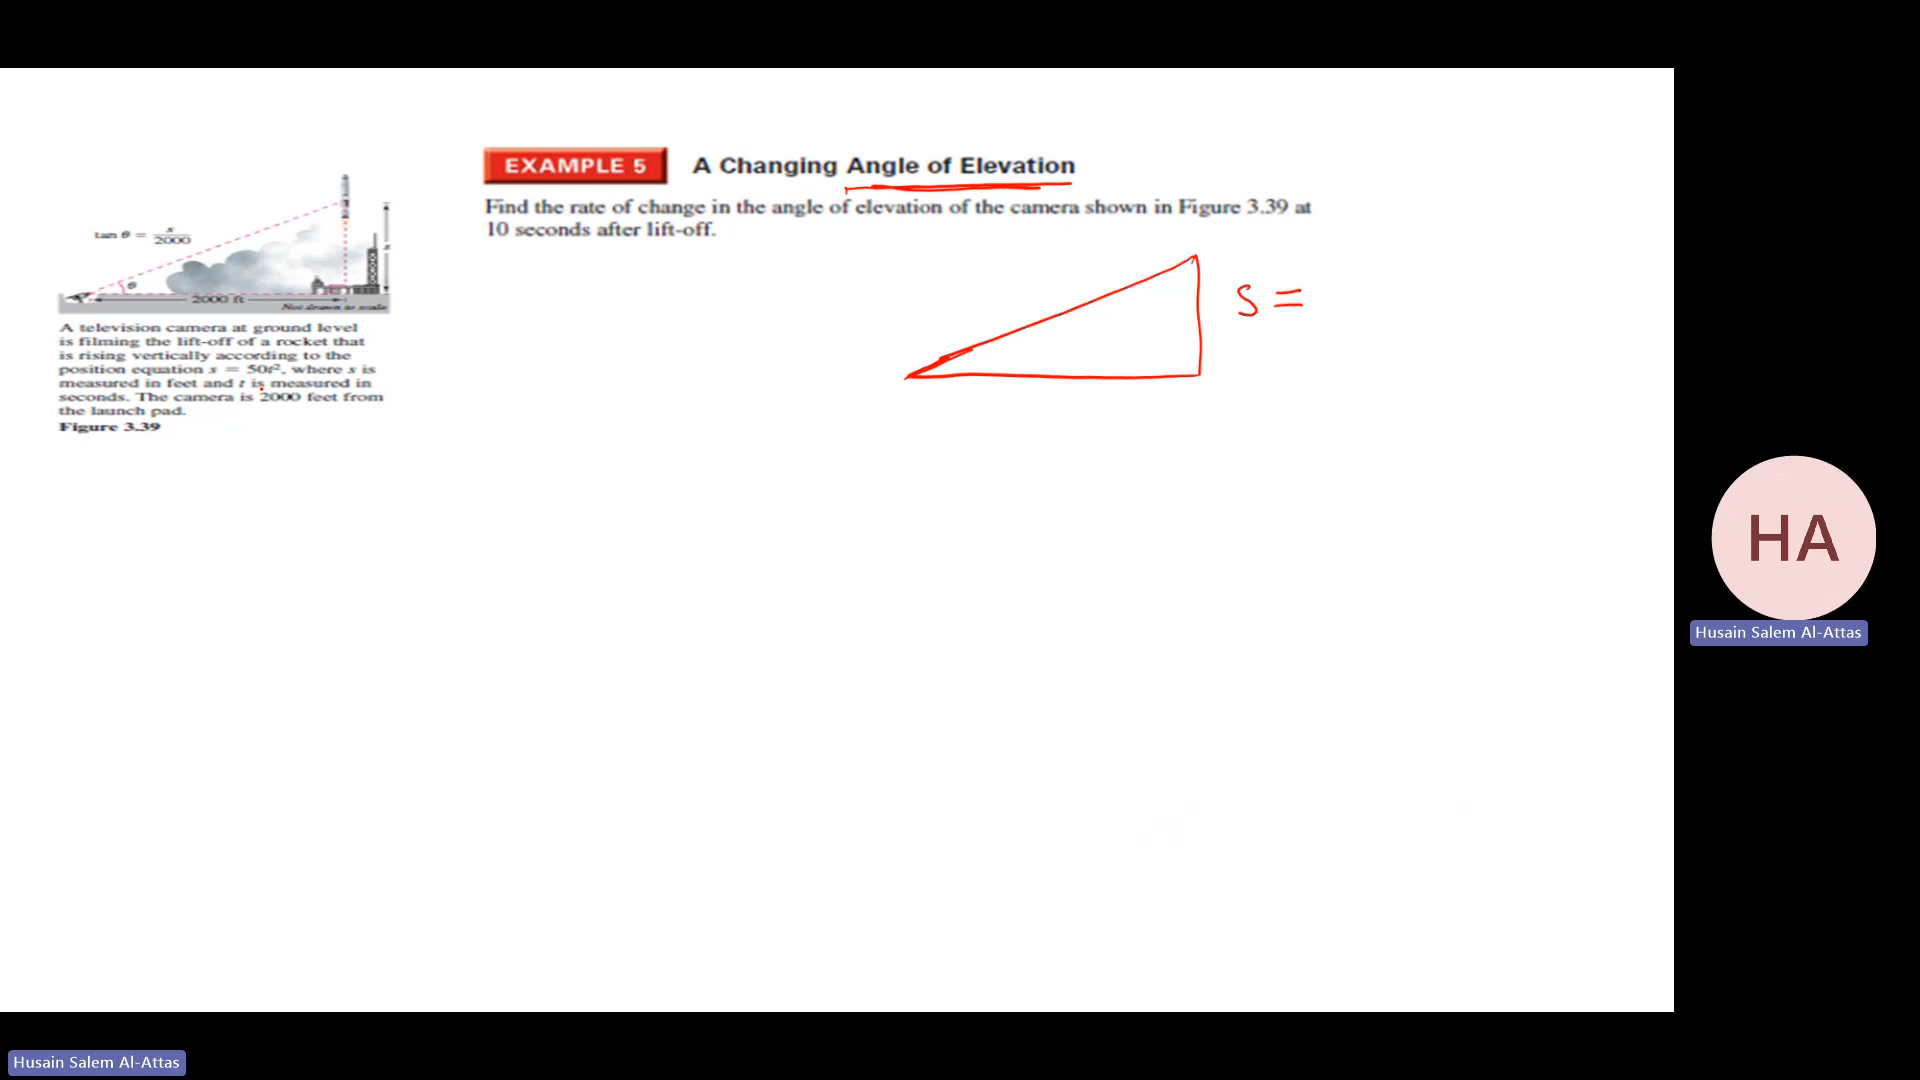 EXAMPLE 5 A Changing Angle of Elevation
Find the rate of change in the angle of elevation of the camera shown in Figure 3.39 at
10 seconds after lift-off.
tan θ = s/2000
s
θ
2000 ft
Not drawn to scale
A television camera at ground level
is filming the lift-off of a rocket that
is rising vertically according to the
position equation s = 50t², where s is
measured in feet and t is measured in
seconds. The camera is 2000 feet from
the launch pad.
Figure 3.39
S =
HA
Husain Salem Al-Attas
Husain Salem Al-Attas